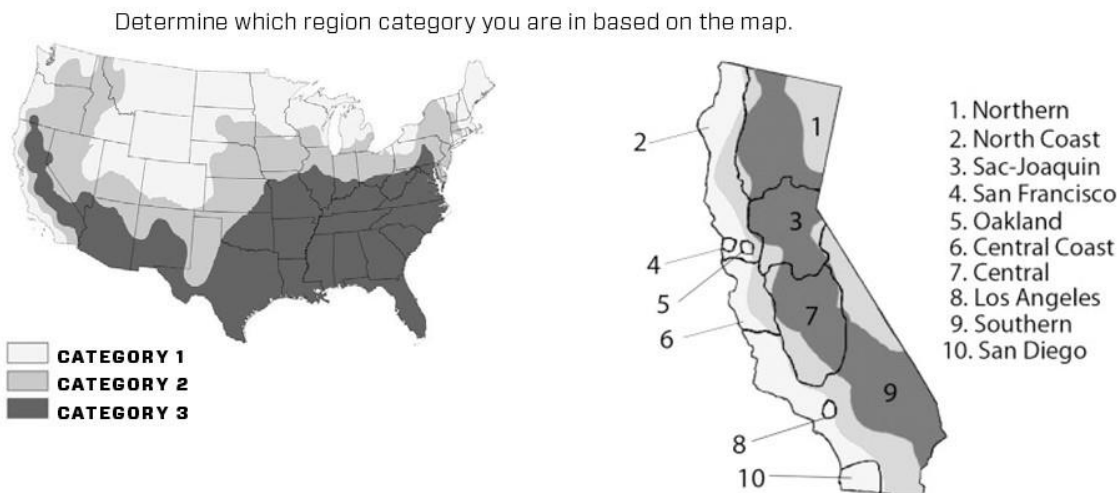 Determine which region category you are in based on the map.
CATEGORY 1
CATEGORY 2
CATEGORY 3
1
2
3
4
5
6
7
8
9
10
1. Northern
2. North Coast
3. Sac-Joaquin
4. San Francisco
5. Oakland
6. Central Coast
7. Central
8. Los Angeles
9. Southern
10. San Diego